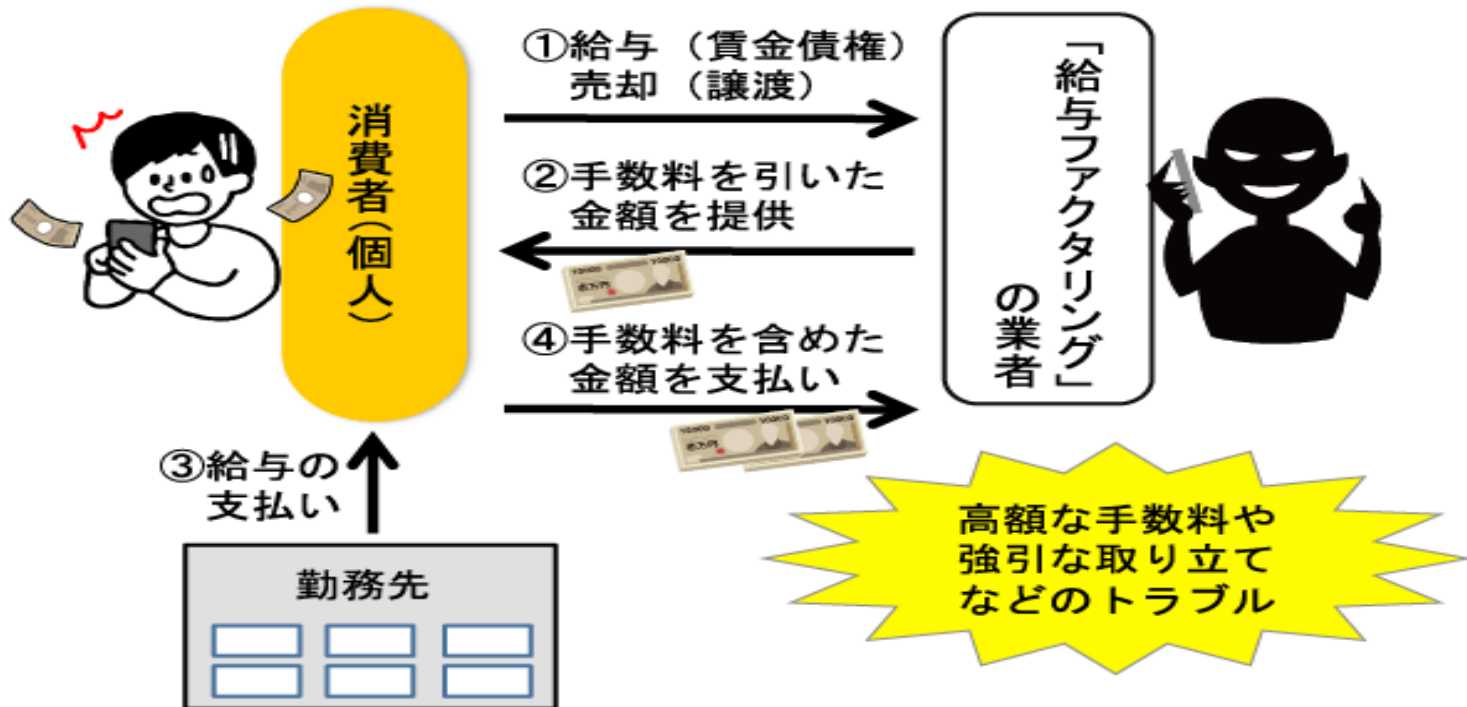 ①給与（賃金債権）
売却（譲渡）
消費者（個人）
②手数料を引いた
金額を提供
「給与ファクタリング」
の業者
④手数料を含めた
金額を支払い
③給与の
支払い
勤務先
高額な手数料や
強引な取り立て
などのトラブル